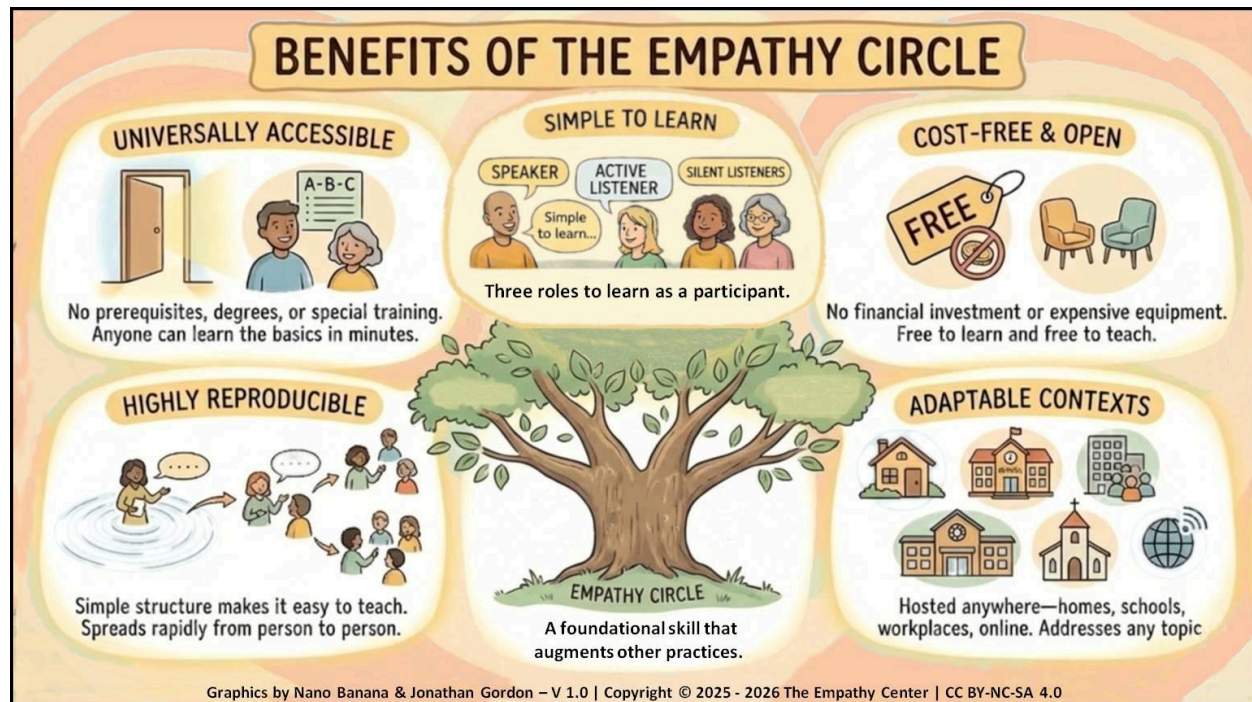 BENEFITS OF THE EMPATHY CIRCLE
UNIVERSALLY ACCESSIBLE
A-B-C
No prerequisites, degrees, or special training.
Anyone can learn the basics in minutes.
SIMPLE TO LEARN
SPEAKER
ACTIVE
LISTENER
SILENT LISTENERS
Simple
to learn...
Three roles to learn as a participant.
COST-FREE & OPEN
FREE
No financial investment or expensive equipment.
Free to learn and free to teach.
HIGHLY REPRODUCIBLE
Simple structure makes it easy to teach.
Spreads rapidly from person to person.
EMPATHY CIRCLE
A foundational skill that
augments other practices.
ADAPTABLE CONTEXTS
Hosted anywhere—homes, schools,
workplaces, online. Addresses any topic
Graphics by Nano Banana & Jonathan Gordon – V 1.0 | Copyright © 2025 - 2026 The Empathy Center | CC BY-NC-SA 4.0